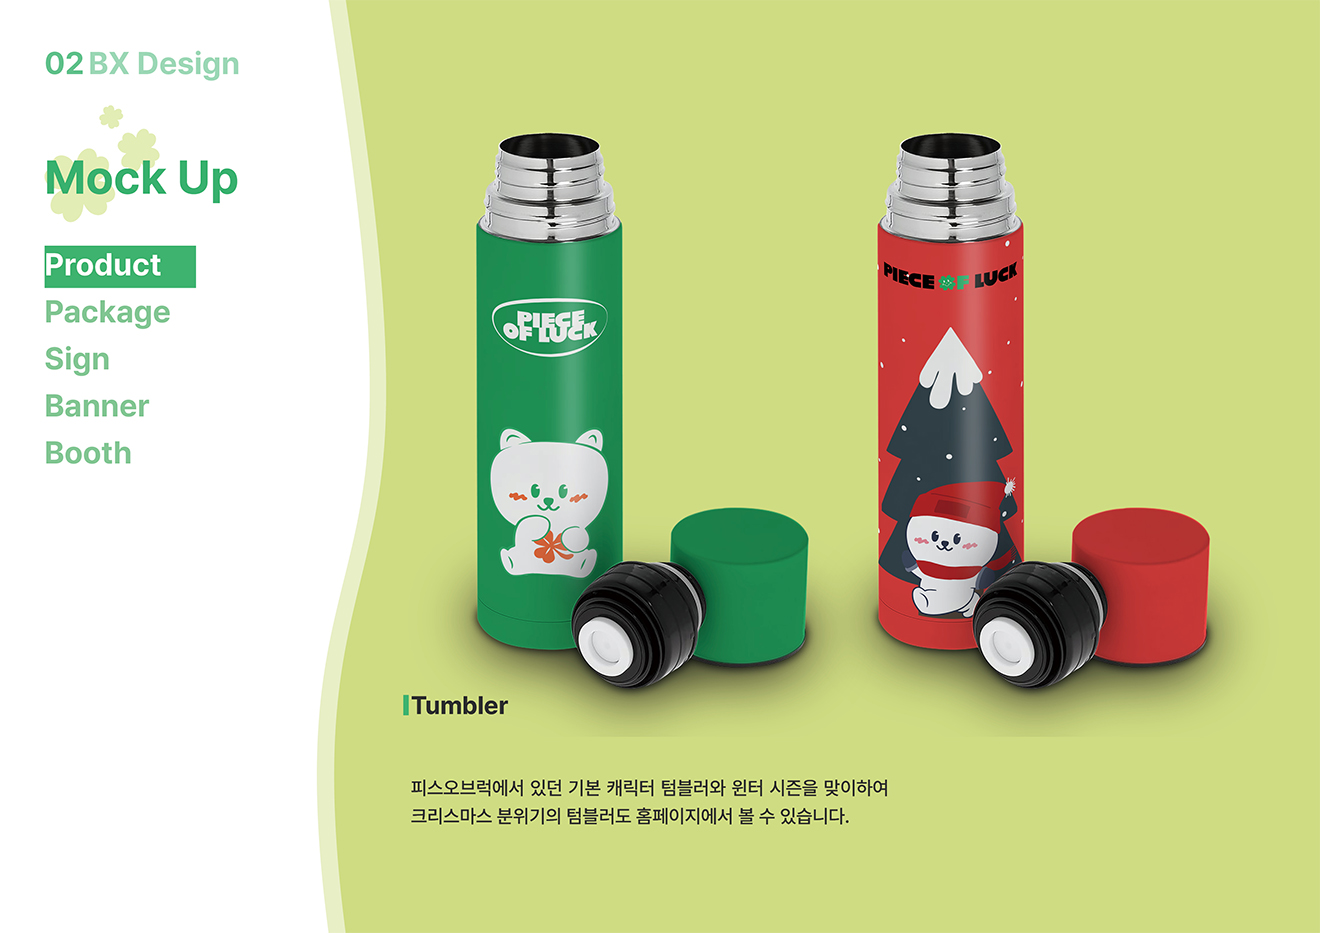 02 BX Design
Mock Up
Product
Package
Sign
Banner
Booth
PIECE
OF LUCK
PIECE OF LUCK
Tumbler
피스오브럭에서 있던 기본 캐릭터 텀블러와 윈터 시즌을 맞이하여
크리스마스 분위기의 텀블러도 홈페이지에서 볼 수 있습니다.